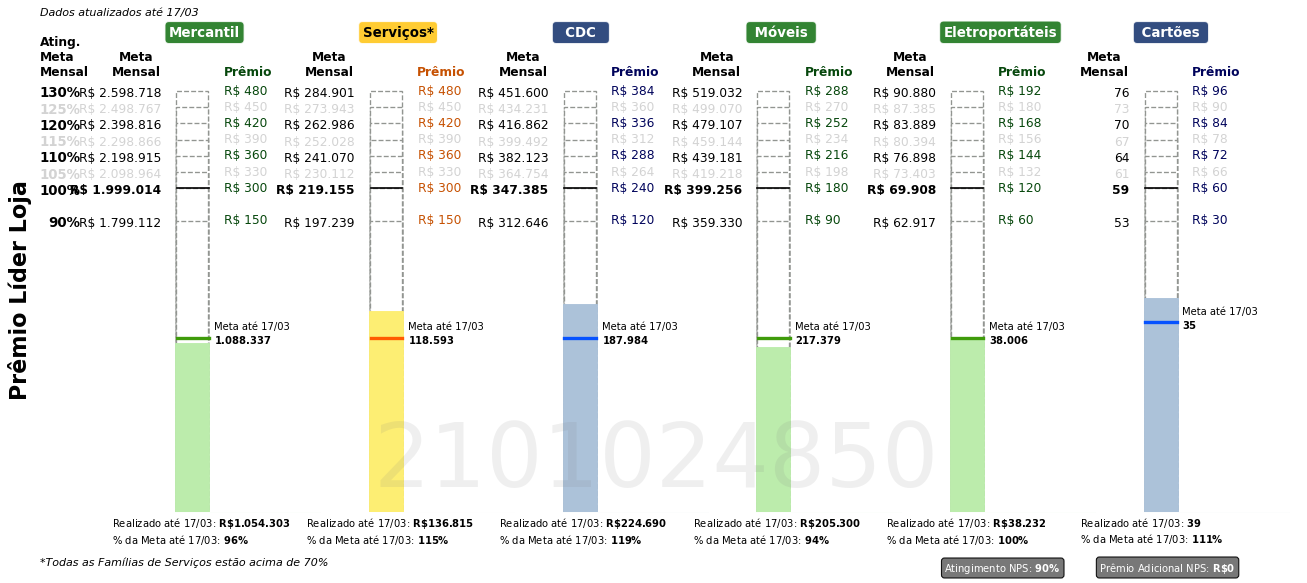 Dados atualizados até 17/03
Mercantil Serviços* CDC Móveis Eletroportáteis Cartões
Ating.
Meta Meta Meta Meta Meta Meta Meta
Mensal Mensal Prêmio Mensal Prêmio Mensal Prêmio Mensal Prêmio Mensal Prêmio Mensal Prêmio
130% R$ 2.598.718 R$ 480 R$ 284.901 R$ 480 R$ 451.600 R$ 384 R$ 519.032 R$ 288 R$ 90.880 R$ 192 76 R$ 96
125% R$ 2.498.767 R$ 450 R$ 273.943 R$ 450 R$ 434.231 R$ 360 R$ 499.070 R$ 270 R$ 87.385 R$ 180 73 R$ 90
120% R$ 2.398.816 R$ 420 R$ 262.986 R$ 420 R$ 416.862 R$ 336 R$ 479.107 R$ 252 R$ 83.889 R$ 168 70 R$ 84
115% R$ 2.298.866 R$ 390 R$ 252.028 R$ 390 R$ 399.492 R$ 312 R$ 459.144 R$ 234 R$ 80.394 R$ 156 67 R$ 78
110% R$ 2.198.915 R$ 360 R$ 241.070 R$ 360 R$ 382.123 R$ 288 R$ 439.181 R$ 216 R$ 76.898 R$ 144 64 R$ 72
105% R$ 2.098.964 R$ 330 R$ 230.112 R$ 330 R$ 364.754 R$ 264 R$ 419.218 R$ 198 R$ 73.403 R$ 132 61 R$ 66
100% R$ 1.999.014 R$ 300 R$ 219.155 R$ 300 R$ 347.385 R$ 240 R$ 399.256 R$ 180 R$ 69.908 R$ 120 59 R$ 60
90% R$ 1.799.112 R$ 150 R$ 197.239 R$ 150 R$ 312.646 R$ 120 R$ 359.330 R$ 90 R$ 62.917 R$ 60 53 R$ 30
Prêmio Líder Loja
Meta até 17/03 Meta até 17/03 Meta até 17/03 Meta até 17/03 Meta até 17/03 Meta até 17/03
1.088.337 118.593 187.984 217.379 38.006 35
2101024850
Realizado até 17/03: R$1.054.303 Realizado até 17/03: R$136.815 Realizado até 17/03: R$224.690 Realizado até 17/03: R$205.300 Realizado até 17/03: R$38.232 Realizado até 17/03: 39
% da Meta até 17/03: 96% % da Meta até 17/03: 115% % da Meta até 17/03: 119% % da Meta até 17/03: 94% % da Meta até 17/03: 100% % da Meta até 17/03: 111%
*Todas as Famílias de Serviços estão acima de 70%
Atingimento NPS: 90% Prêmio Adicional NPS: R$0